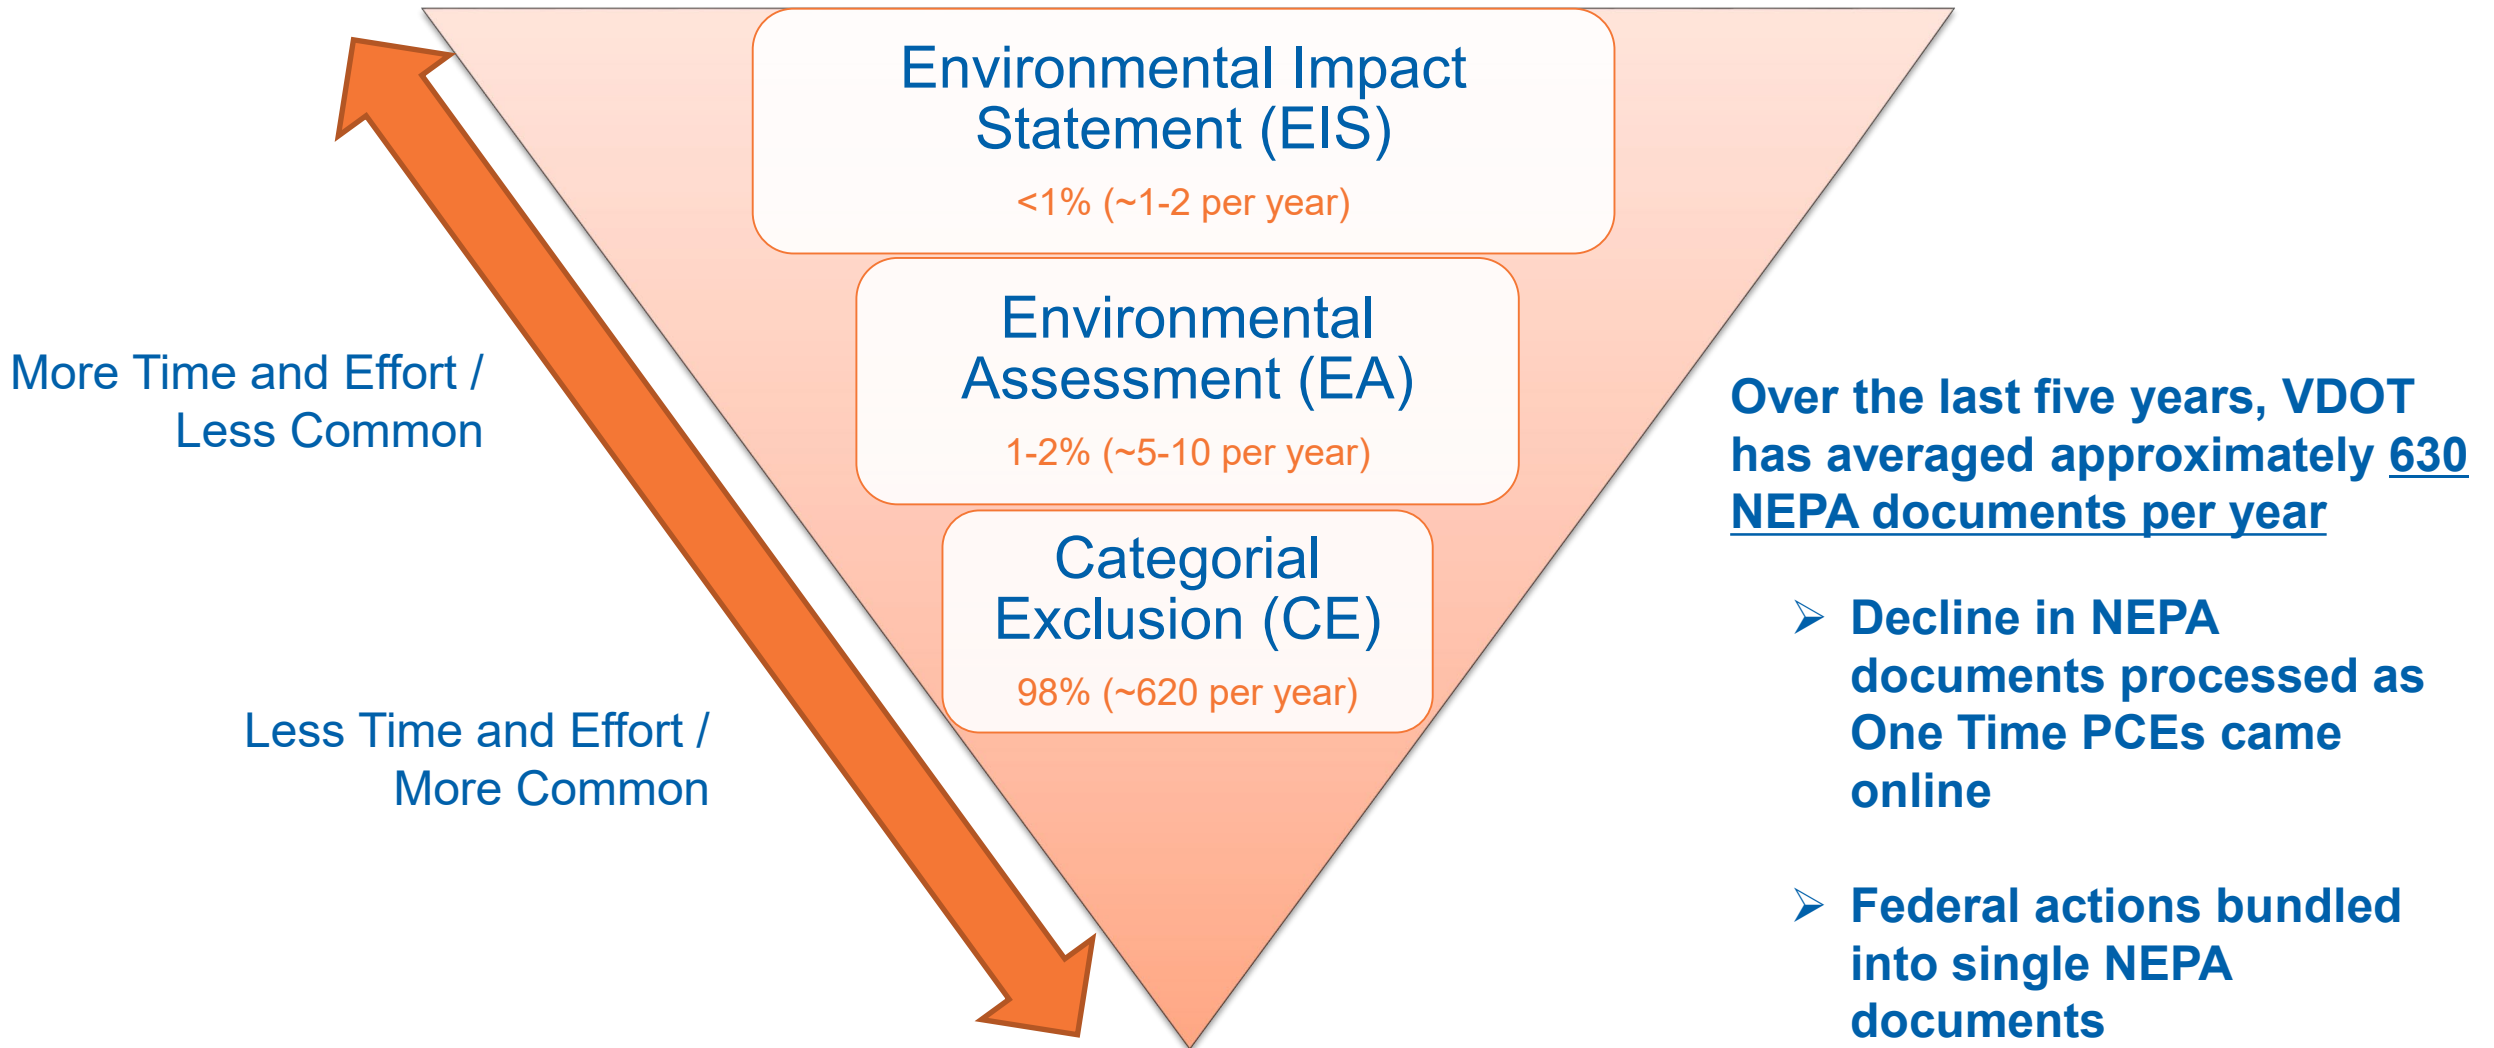 Environmental Impact
Statement (EIS)
<1% (~1-2 per year)
Environmental
Assessment (EA)
1-2% (~5-10 per year)
Categorial
Exclusion (CE)
98% (~620 per year)
More Time and Effort /
Less Common
Less Time and Effort /
More Common
Over the last five years, VDOT
has averaged approximately 630
NEPA documents per year
Decline in NEPA
documents processed as
One Time PCEs came
online
Federal actions bundled
into single NEPA
documents